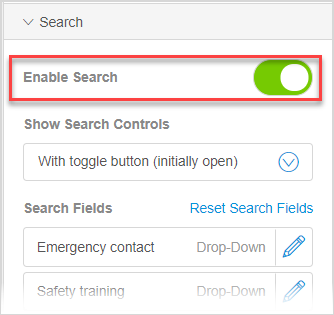 Search
Enable Search
Show Search Controls
With toggle button (initially open)
Search Fields Reset Search Fields
Emergency contact Drop-Down
Safety training Drop-Down